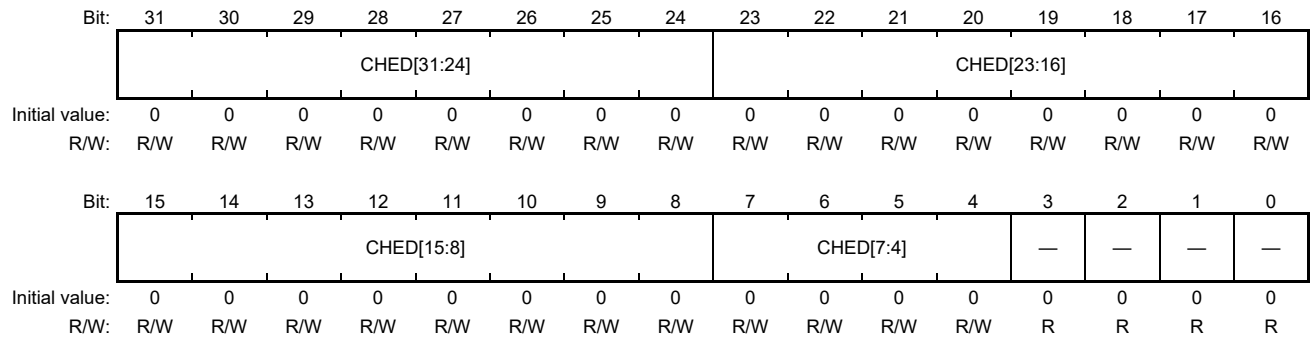 Bit: 31 30 29 28 27 26 25 24 23 22 21 20 19 18 17 16
CHED[31:24] CHED[23:16]
Initial value: 0 0 0 0 0 0 0 0 0 0 0 0 0 0 0 0
R/W: R/W R/W R/W R/W R/W R/W R/W R/W R/W R/W R/W R/W R/W R/W R/W R/W
Bit: 15 14 13 12 11 10 9 8 7 6 5 4 3 2 1 0
CHED[15:8] CHED[7:4] — — — —
Initial value: 0 0 0 0 0 0 0 0 0 0 0 0 0 0 0 0
R/W: R/W R/W R/W R/W R/W R/W R/W R/W R/W R/W R/W R/W R R R R